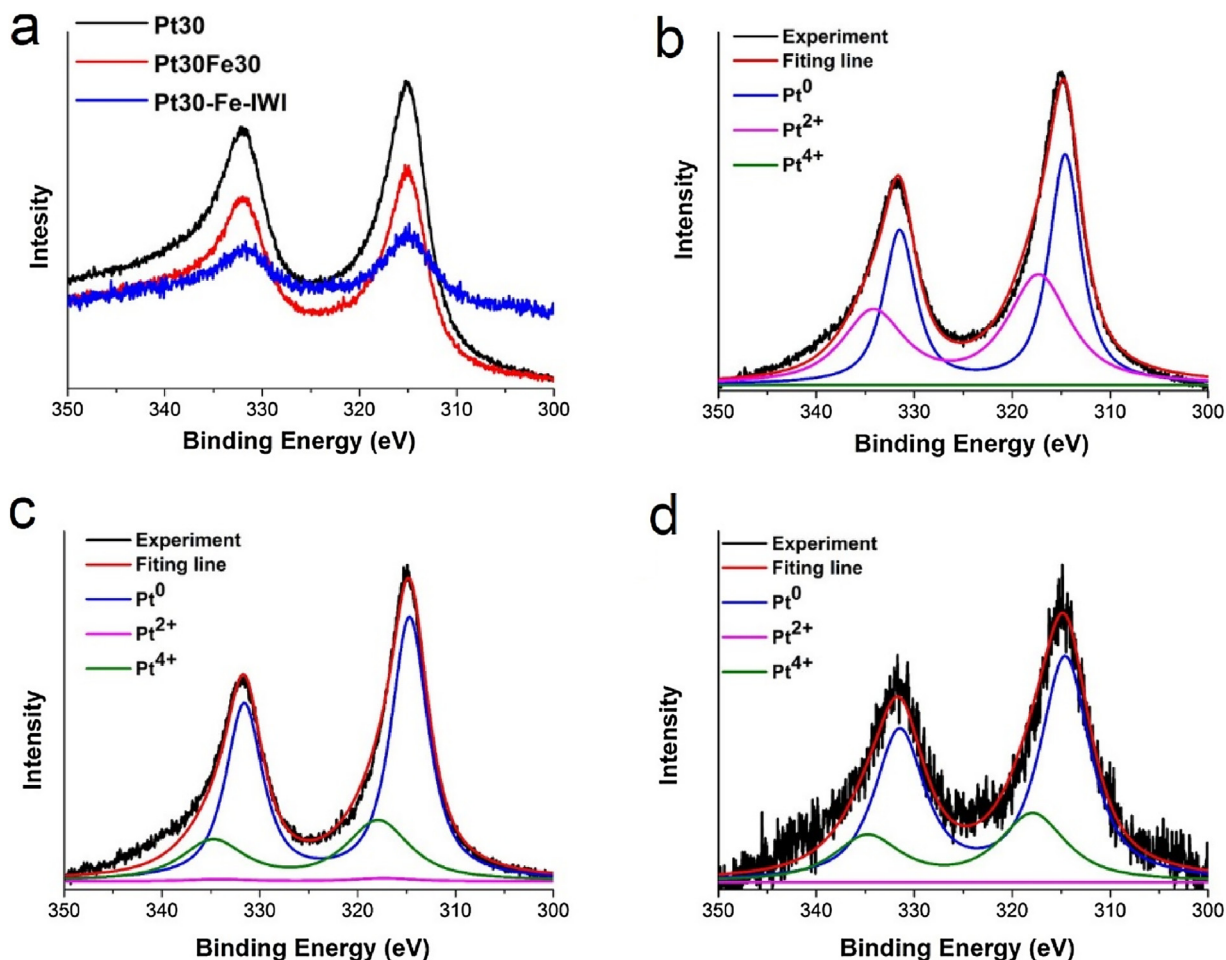 a
Pt30
Pt30Fe30
Pt30-Fe-IWI
Intesity
350 340 330 320 310 300
Binding Energy (eV)
b
Experiment
Fiting line
Pt0
Pt2+
Pt4+
Intensity
350 340 330 320 310 300
Binding Energy (eV)
c
Experiment
Fiting line
Pt0
Pt2+
Pt4+
Intensity
350 340 330 320 310 300
Binding Energy (eV)
d
Experiment
Fiting line
Pt0
Pt2+
Pt4+
Intensity
350 340 330 320 310 300
Binding Energy (eV)